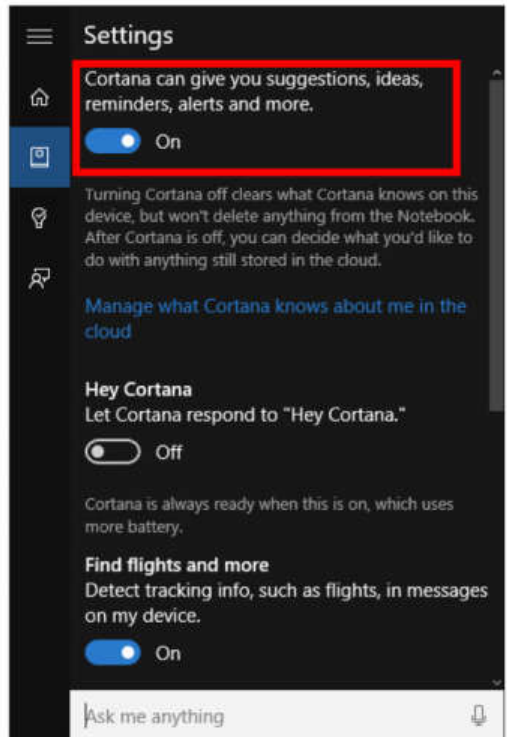 Settings
Cortana can give you suggestions, ideas,
reminders, alerts and more.
On
Turning Cortana off clears what Cortana knows on this
device, but won't delete anything from the Notebook.
After Cortana is off, you can decide what you'd like to
do with anything still stored in the cloud.
Manage what Cortana knows about me in the
cloud
Hey Cortana
Let Cortana respond to "Hey Cortana."
Off
Cortana is always ready when this is on, which uses
more battery.
Find flights and more
Detect tracking info, such as flights, in messages
on my device.
On
Ask me anything